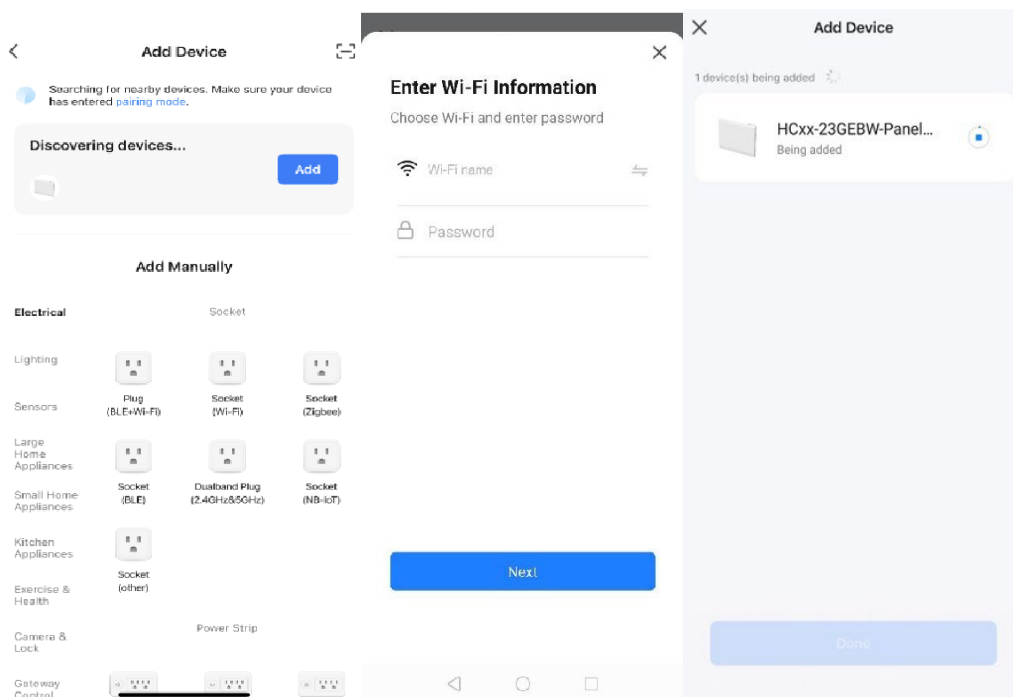 Add Device
Searching for nearby devices. Make sure your device
has entered pairing mode.
Discovering devices...
Add
Add Manually
Electrical
Socket
Lighting
Sensors
Large
Home
Appliances
Small Home
Appliances
Kitchen
Appliances
Exercise &
Health
Camera &
Lock
Gateway
Control
Plug
(BLE+Wi-Fi)
Socket
(Wi-Fi)
Socket
(Zigbee)
Socket
(BLE)
Dualband Plug
(2.4GHz&5GHz)
Socket
(NB-IoT)
Socket
(other)
Power Strip
Enter Wi-Fi Information
Choose Wi-Fi and enter password
Wi-Fi name
Password
Next
Add Device
1 device(s) being added
HCxx-23GEBW-Panel...
Being added
Done